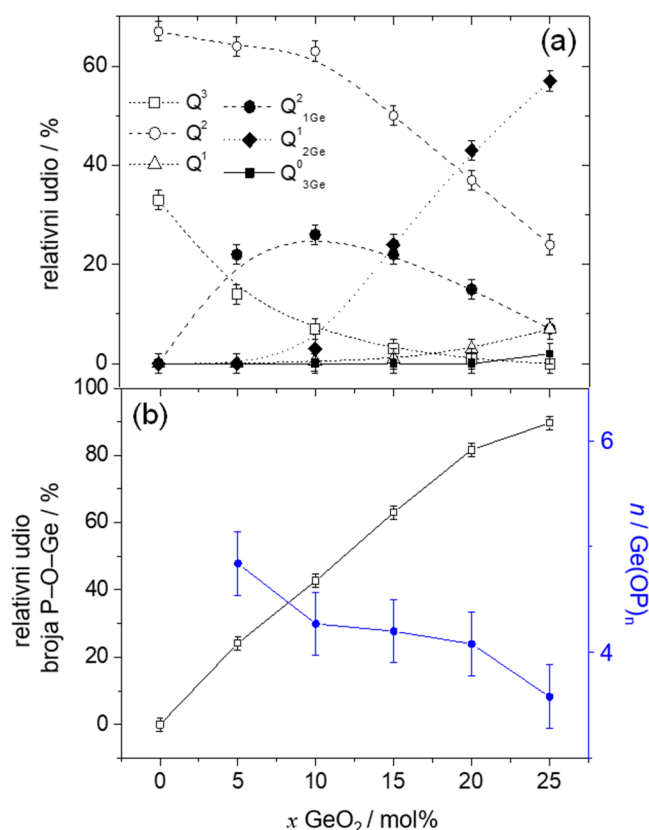 (a)
60
40
20
0
relativni udio / %
Q³ Q²₁Ge
Q² Q¹₂Ge
Q¹ Q⁰₃Ge
(b)
100
80
60
40
20
0
relativni udio
broja P–O–Ge / %
6
4
n / Ge(OP)ₙ
0 5 10 15 20 25
x GeO₂ / mol%